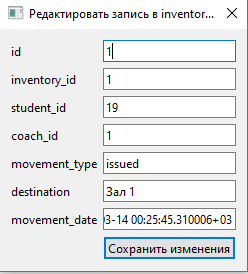 Редактировать запись в inventor...
id 1
inventory_id 1
student_id 19
coach_id 1
movement_type issued
destination Зал 1
movement_date 03-14 00:25:45.310006+03
Сохранить изменения